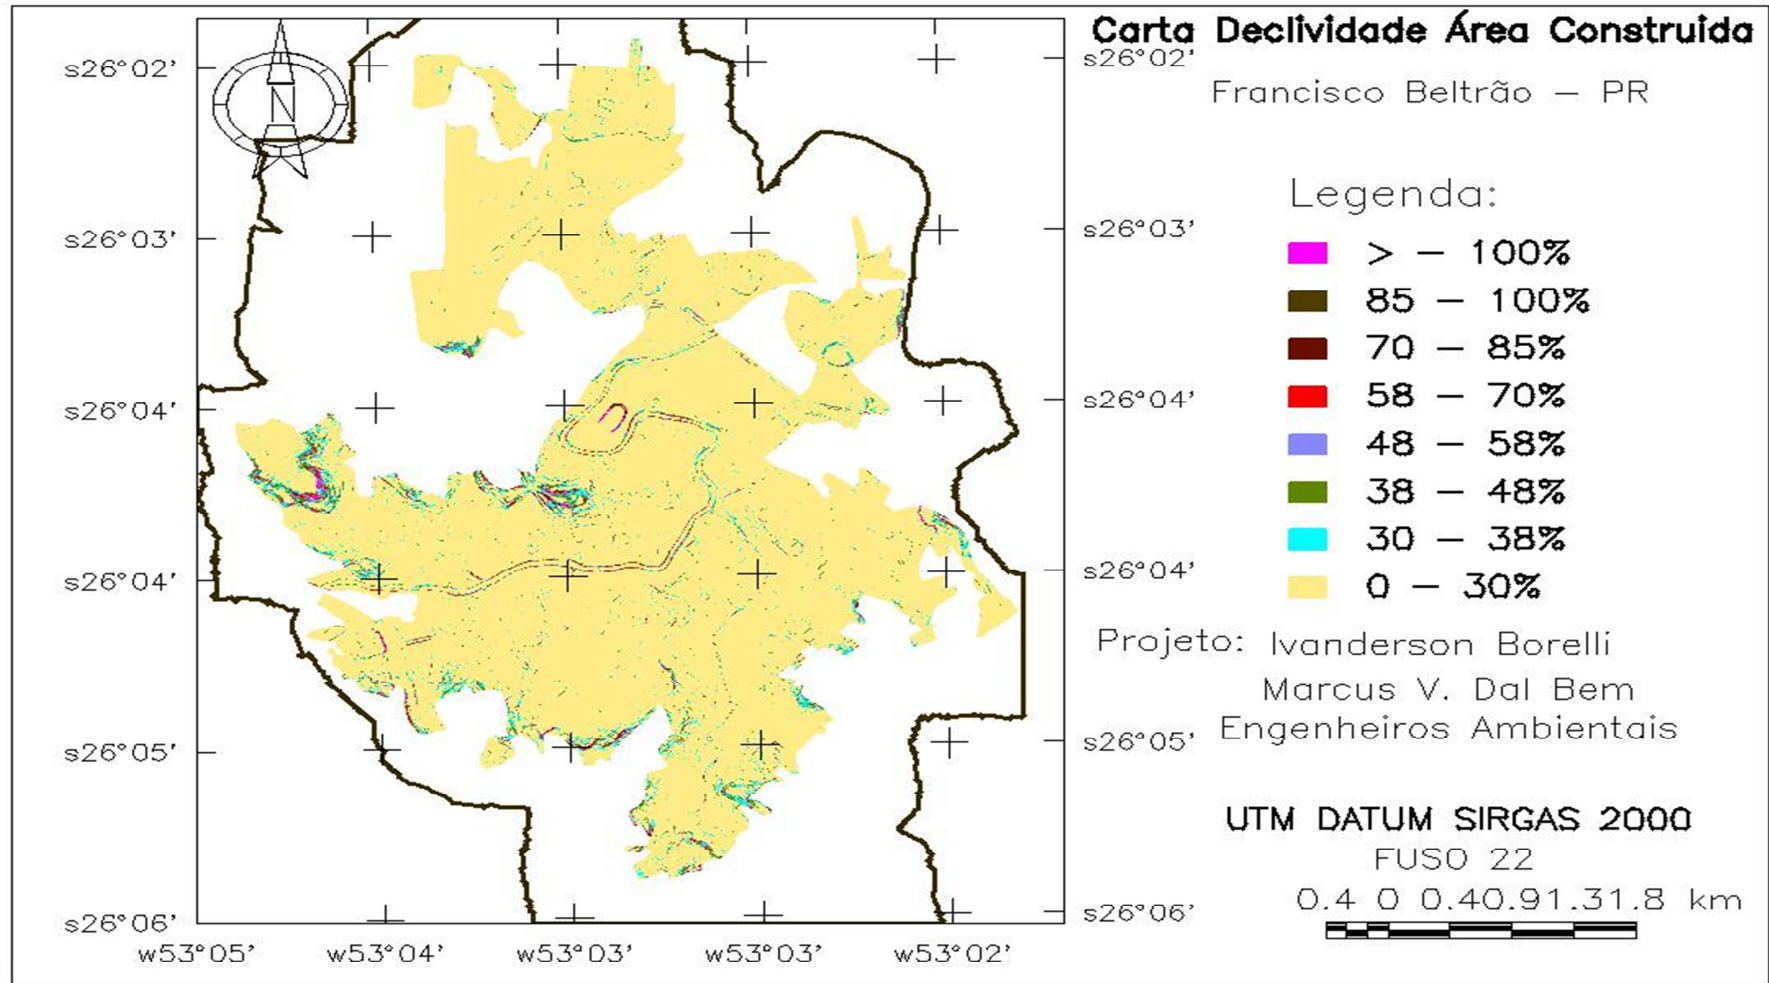 Carta Declividade Área Construida
Francisco Beltrão – PR
N
s26°02'
s26°03'
s26°04'
s26°04'
s26°05'
s26°06'
s26°02'
s26°03'
s26°04'
s26°04'
s26°05'
s26°06'
w53°05' w53°04' w53°03' w53°03' w53°02'
Legenda:
> – 100%
85 – 100%
70 – 85%
58 – 70%
48 – 58%
38 – 48%
30 – 38%
0 – 30%
Projeto: Ivanderson Borelli
Marcus V. Dal Bem
Engenheiros Ambientais
UTM DATUM SIRGAS 2000
FUSO 22
0.4 0 0.40.91.31.8 km